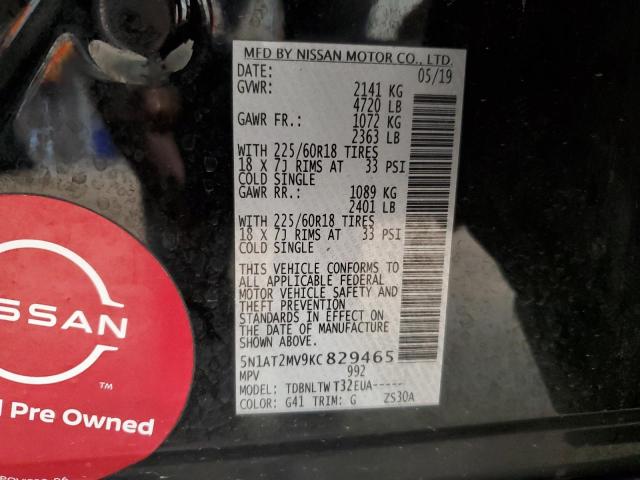 MFD BY NISSAN MOTOR CO., LTD.
DATE: 05/19
GVWR: 2141 KG
4720 LB
GAWR FR.: 1072 KG
2363 LB
WITH 225/60R18 TIRES
18 X 7J RIMS AT 33 PSI
COLD SINGLE
GAWR RR.: 1089 KG
2401 LB
WITH 225/60R18 TIRES
18 X 7J RIMS AT 33 PSI
COLD SINGLE
THIS VEHICLE CONFORMS TO
ALL APPLICABLE FEDERAL
MOTOR VEHICLE SAFETY AND
THEFT PREVENTION
STANDARDS IN EFFECT ON
THE DATE OF MANUFACTURE
SHOWN ABOVE.
5N1AT2MV9KC829465
MPV 992
MODEL: TDBNLTW T32EUA-----
COLOR: G41 TRIM: G ZS30A
ISSAN
Pre Owned